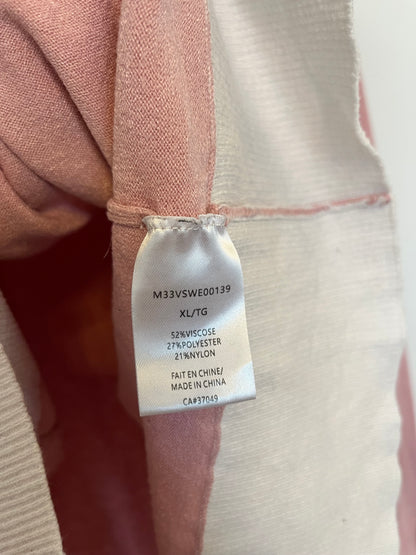 M33VSWE00139
XL/TG
52%VISCOSE
27%POLYESTER
21%NYLON
FAIT EN CHINE/
MADE IN CHINA
CA#37049